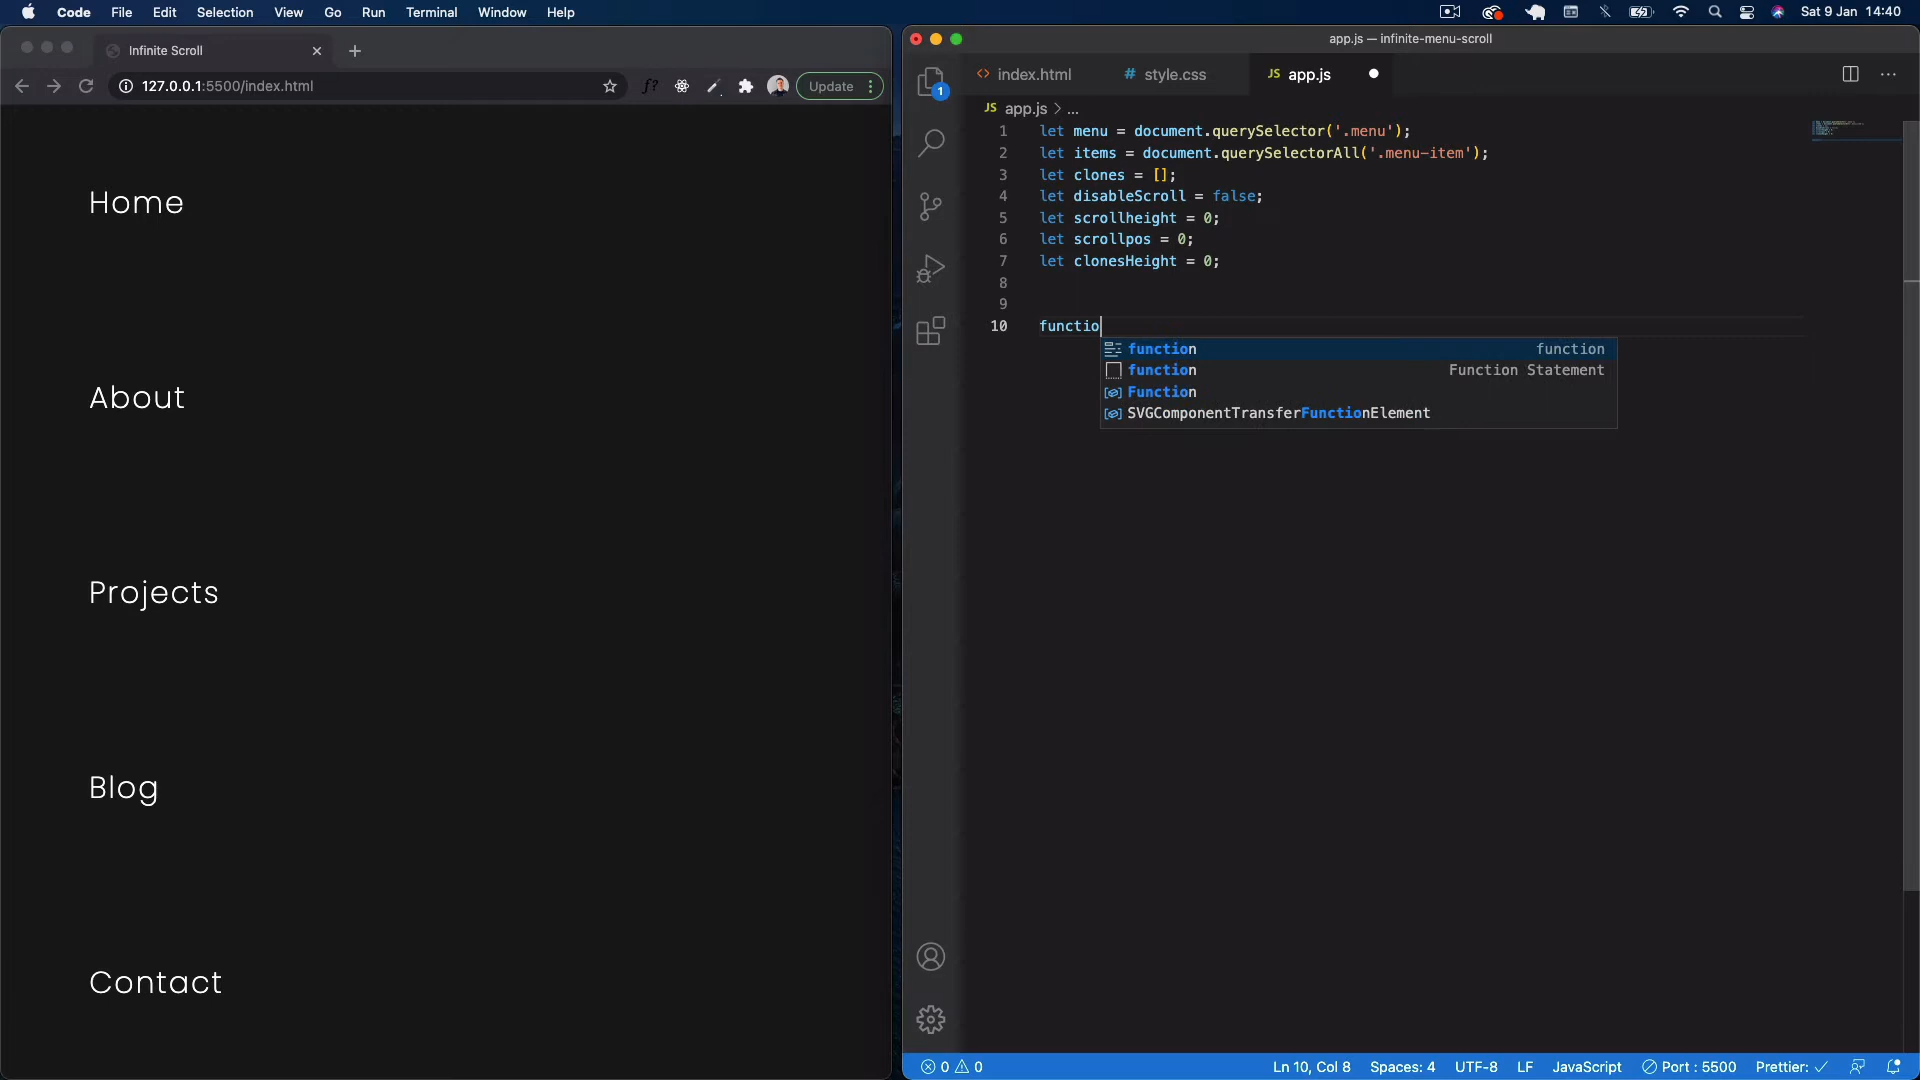 Code File Edit Selection View Go Run Terminal Window Help Sat 9 Jan 14:40
Infinite Scroll
127.0.0.1:5500/index.html
f? Update
Home
About
Projects
Blog
Contact
app.js — infinite-menu-scroll
1
index.html
# style.css
JS app.js
JS app.js > ...
1 let menu = document.querySelector('.menu');
2 let items = document.querySelectorAll('.menu-item');
3 let clones = [];
4 let disableScroll = false;
5 let scrollheight = 0;
6 let scrollpos = 0;
7 let clonesHeight = 0;
8
9
10 functio
function function
function Function Statement
Function
SVGComponentTransferFunctionElement
0 0 Ln 10, Col 8 Spaces: 4 UTF-8 LF JavaScript Port : 5500 Prettier: ✓